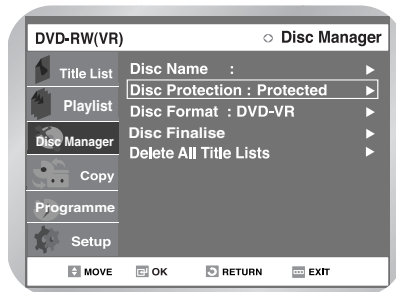 DVD-RW(VR) Disc Manager
Title List
Playlist
Disc Manager
Copy
Programme
Setup
Disc Name :
Disc Protection : Protected
Disc Format : DVD-VR
Disc Finalise
Delete All Title Lists
MOVE OK RETURN EXIT